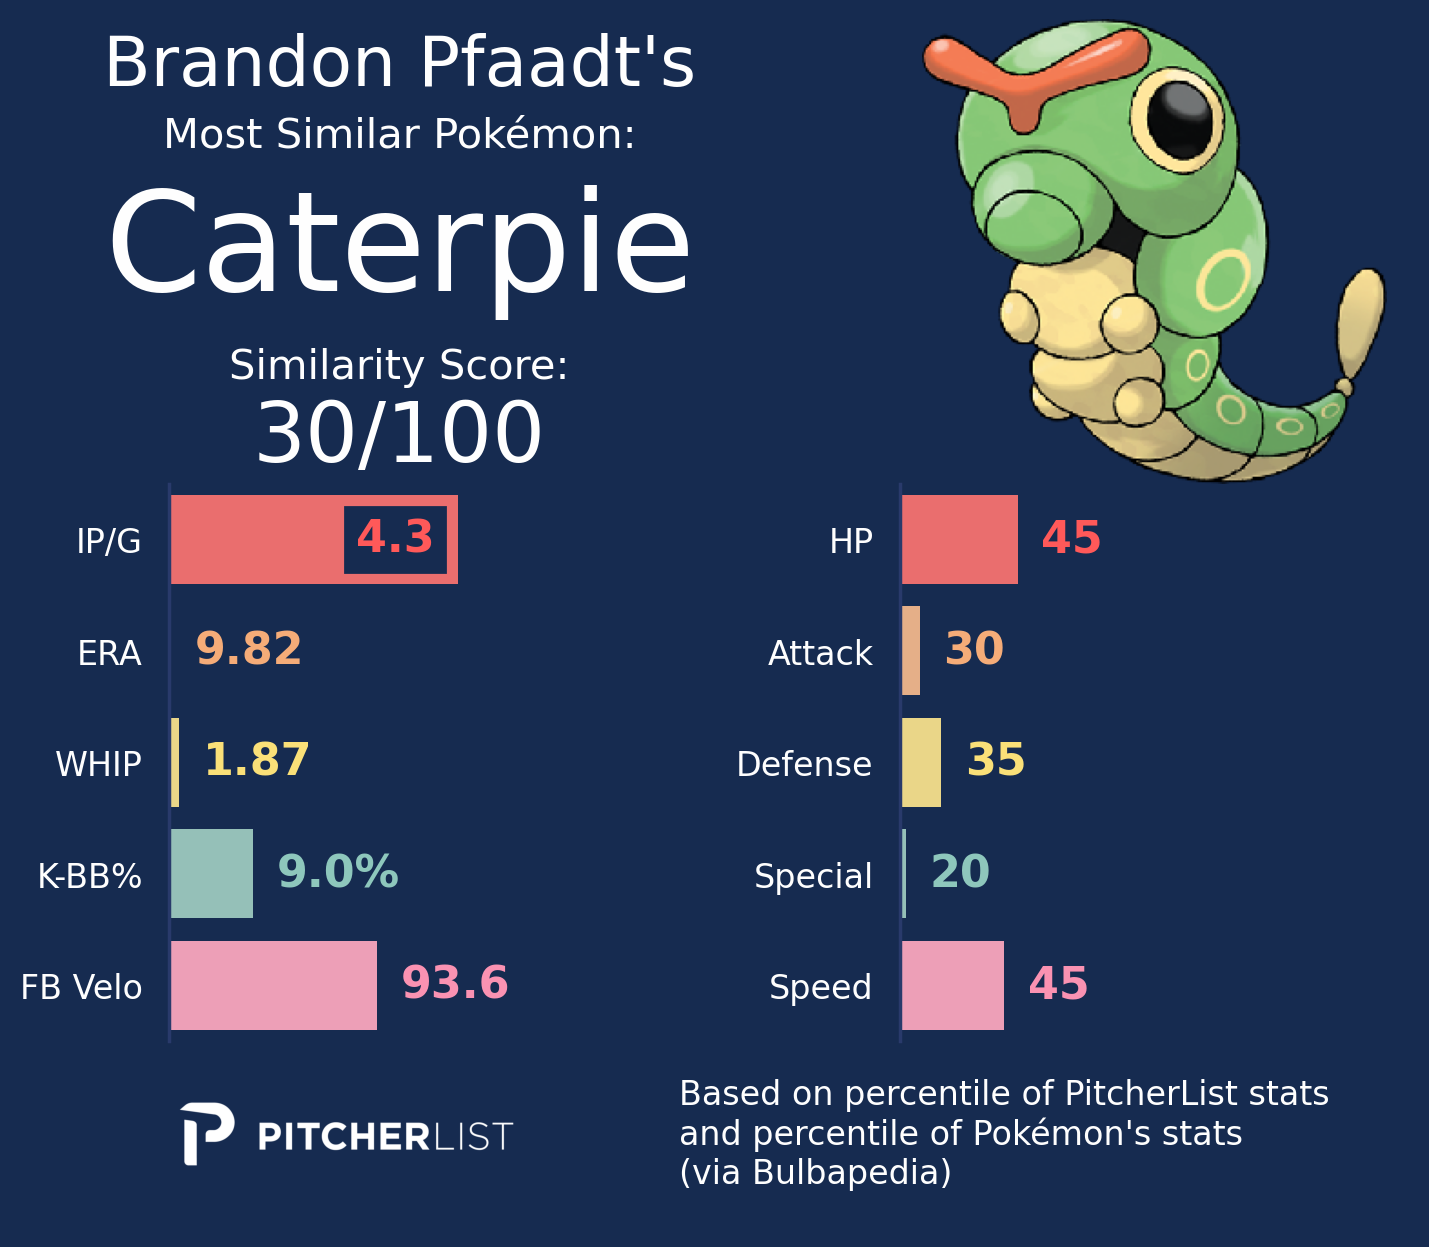 Brandon Pfaadt's
Most Similar Pokémon:
Caterpie
Similarity Score:
30/100
IP/G 4.3
ERA 9.82
WHIP 1.87
K-BB% 9.0%
FB Velo 93.6
HP 45
Attack 30
Defense 35
Special 20
Speed 45
PITCHERLIST
Based on percentile of PitcherList stats
and percentile of Pokémon's stats
(via Bulbapedia)